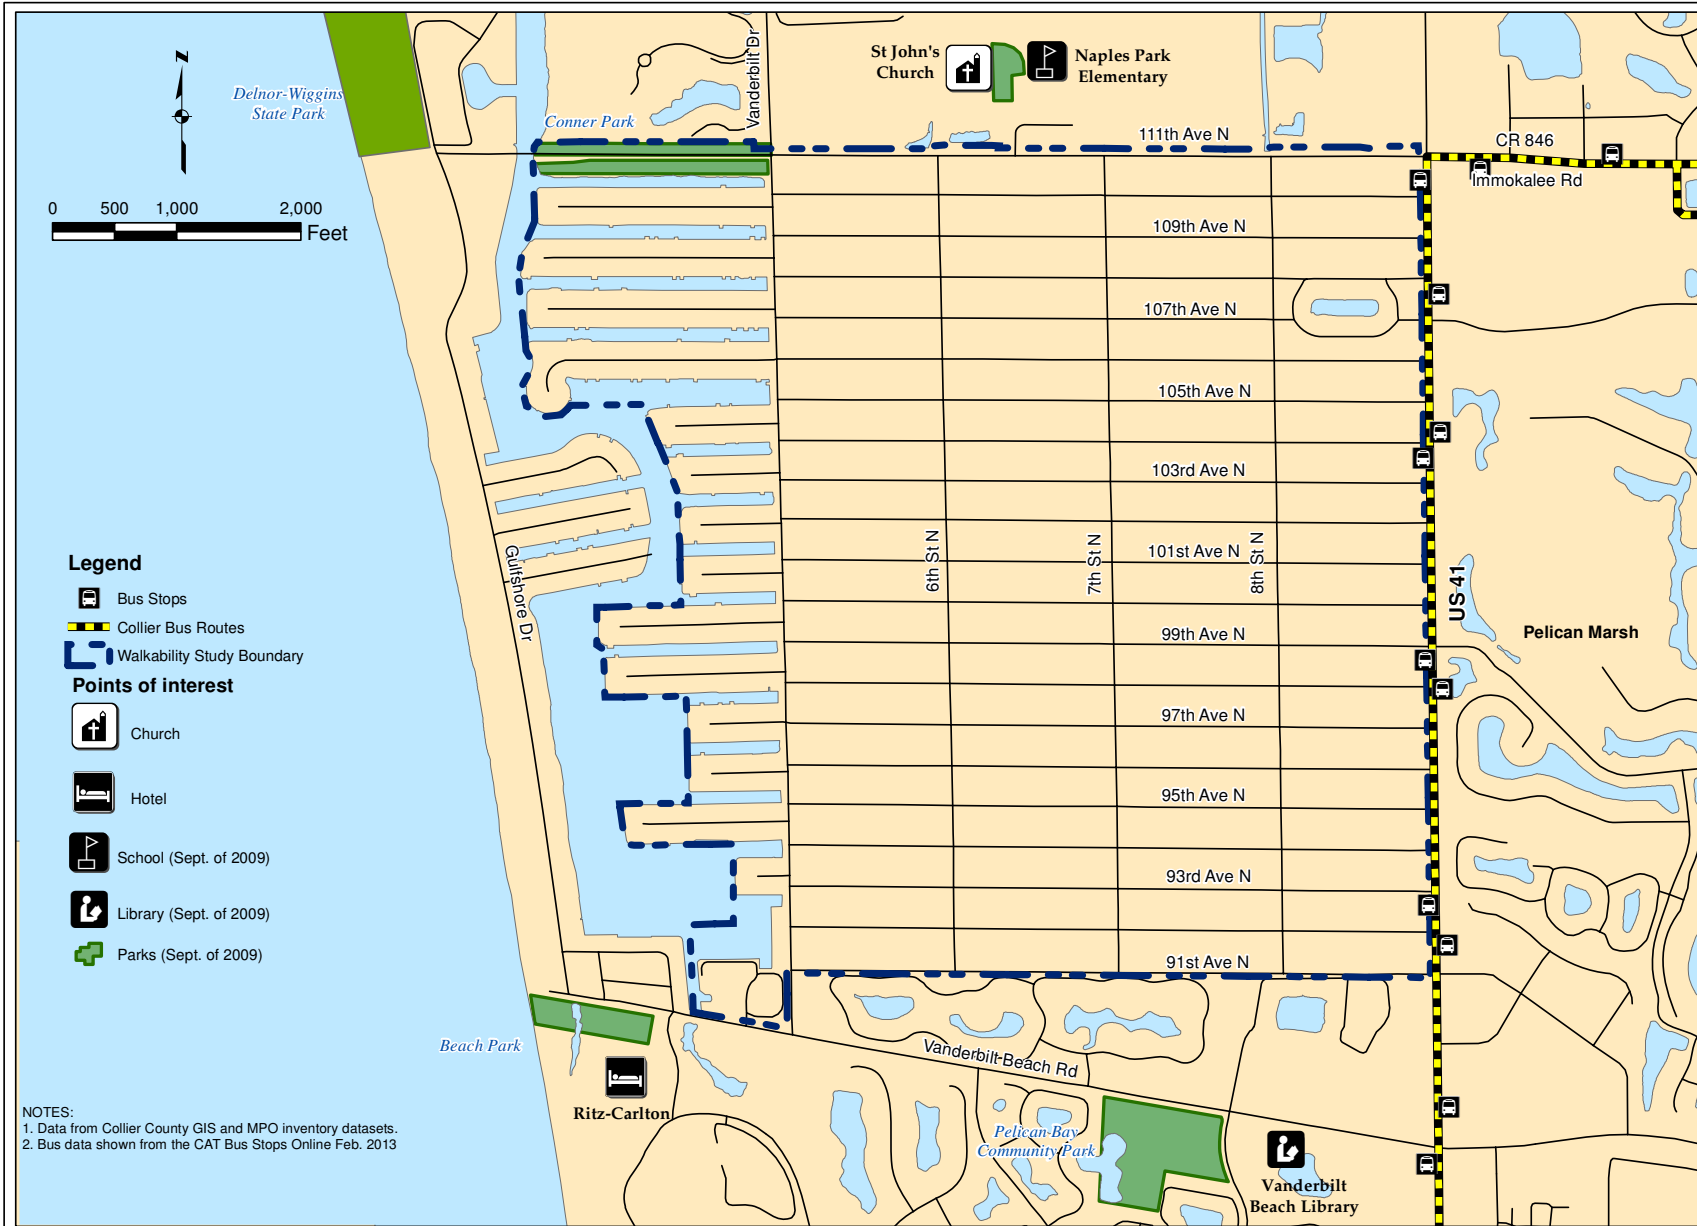 St John's
Church
Naples Park
Elementary
Vanderbilt Dr
N
Delnor-Wiggins
State Park
Conner Park
111th Ave N
CR 846
Immokalee Rd
0 500 1,000 2,000
Feet
109th Ave N
107th Ave N
105th Ave N
103rd Ave N
101st Ave N
6th St N
7th St N
8th St N
US-41
Gulfshore Dr
99th Ave N
Pelican Marsh
97th Ave N
95th Ave N
93rd Ave N
91st Ave N
Legend
Bus Stops
Collier Bus Routes
Walkability Study Boundary
Points of interest
Church
Hotel
School (Sept. of 2009)
Library (Sept. of 2009)
Parks (Sept. of 2009)
Beach Park
Vanderbilt-Beach Rd
Ritz-Carlton
Pelican-Bay
Community-Park
Vanderbilt
Beach Library
NOTES:
1. Data from Collier County GIS and MPO inventory datasets.
2. Bus data shown from the CAT Bus Stops Online Feb. 2013